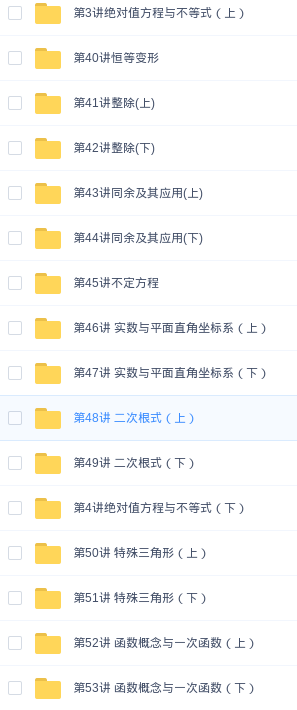 第3讲绝对值方程与不等式（上）
第40讲恒等变形
第41讲整除(上)
第42讲整除(下)
第43讲同余及其应用(上)
第44讲同余及其应用(下)
第45讲不定方程
第46讲 实数与平面直角坐标系（上）
第47讲 实数与平面直角坐标系（下）
第48讲 二次根式（上）
第49讲 二次根式（下）
第4讲绝对值方程与不等式（下）
第50讲 特殊三角形（上）
第51讲 特殊三角形（下）
第52讲 函数概念与一次函数（上）
第53讲 函数概念与一次函数（下）